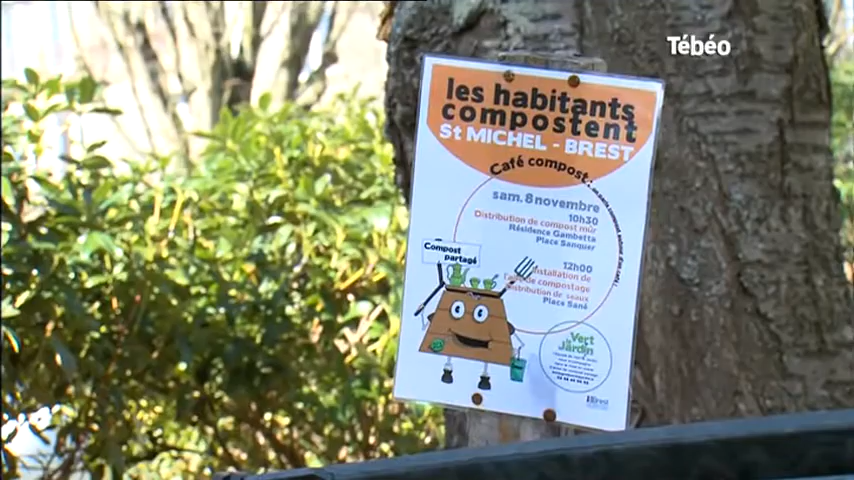 Tébéo
les habitants
compostent
St MICHEL - BREST
Café compost :
sam. 8 novembre
10h30
Distribution de compost mûr
Résidence Gambetta
Place Sanquer
12h00
Installation de
l'aire de compostage
Distribution de seaux
Place Sané
Compost
partagé
Vert
le Jardin
Brest